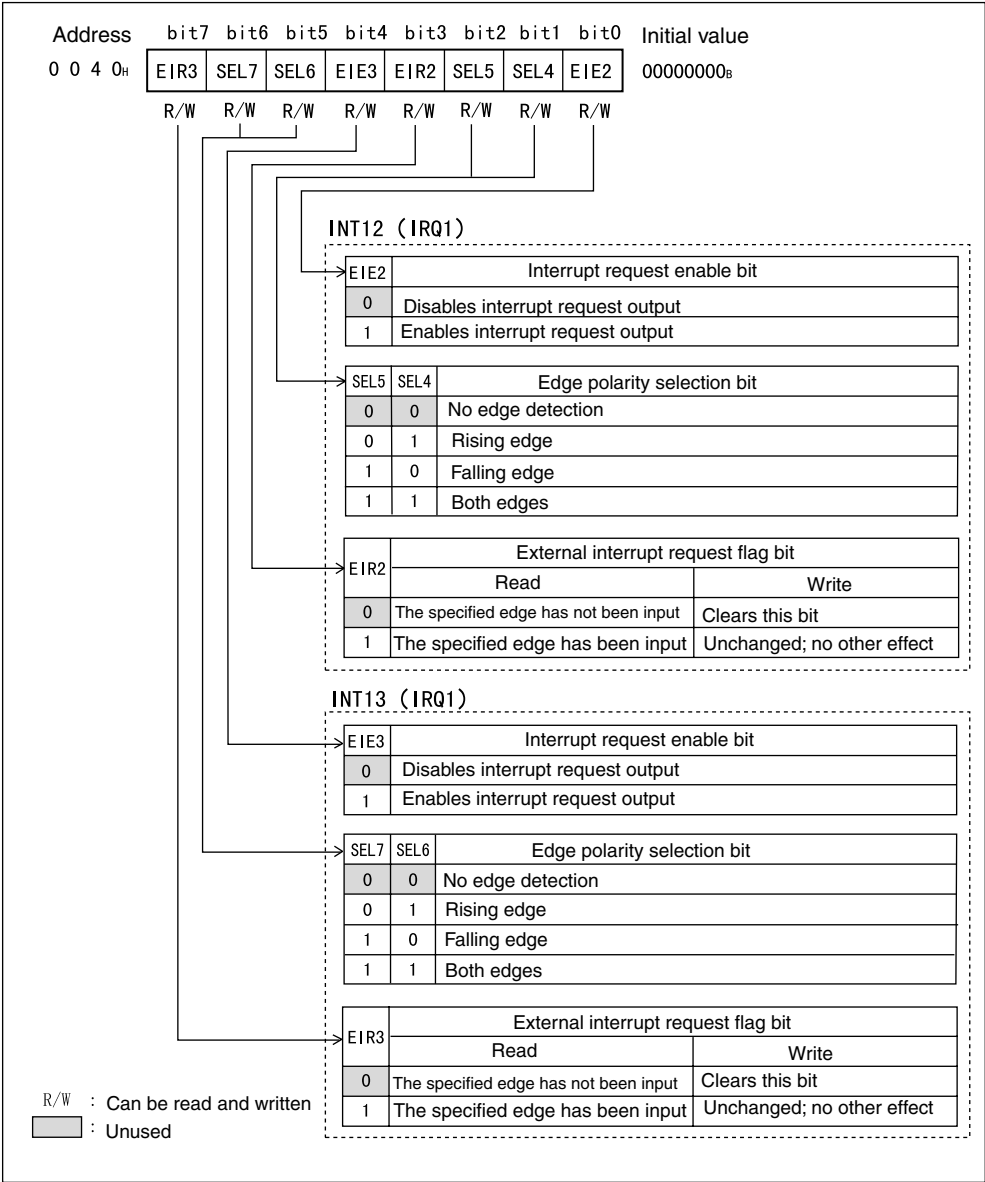 Address bit7 bit6 bit5 bit4 bit3 bit2 bit1 bit0 Initial value
0 0 4 0H EIR3 SEL7 SEL6 EIE3 EIR2 SEL5 SEL4 EIE2 00000000B
R/W R/W R/W R/W R/W R/W R/W R/W
INT12 (IRQ1)
EIE2 Interrupt request enable bit
0 Disables interrupt request output
1 Enables interrupt request output
SEL5 SEL4 Edge polarity selection bit
0 0 No edge detection
0 1 Rising edge
1 0 Falling edge
1 1 Both edges
EIR2 External interrupt request flag bit
Read Write
0 The specified edge has not been input Clears this bit
1 The specified edge has been input Unchanged; no other effect
INT13 (IRQ1)
EIE3 Interrupt request enable bit
0 Disables interrupt request output
1 Enables interrupt request output
SEL7 SEL6 Edge polarity selection bit
0 0 No edge detection
0 1 Rising edge
1 0 Falling edge
1 1 Both edges
EIR3 External interrupt request flag bit
Read Write
0 The specified edge has not been input Clears this bit
1 The specified edge has been input Unchanged; no other effect
R/W : Can be read and written
: Unused